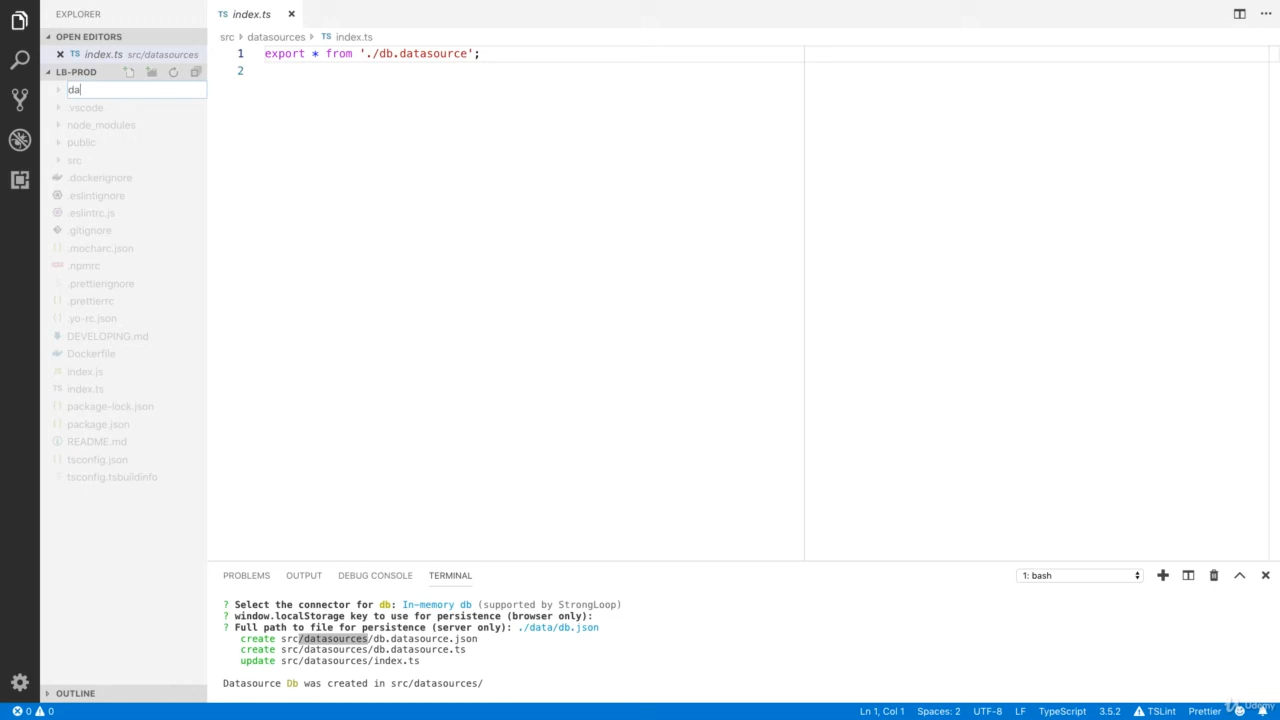 EXPLORER
TS index.ts ×
OPEN EDITORS
× TS index.ts src/datasources
src > datasources > TS index.ts
1 export * from './db.datasource';
2
LB-PROD
da
.vscode
node_modules
public
src
.dockerignore
.eslintignore
.eslintrc.js
.gitignore
{} .mocharc.json
.npmrc
.prettierignore
{} .prettierrc
{} .yo-rc.json
DEVELOPING.md
Dockerfile
JS index.js
TS index.ts
{} package-lock.json
{} package.json
README.md
{} tsconfig.json
tsconfig.tsbuildinfo
PROBLEMS OUTPUT DEBUG CONSOLE TERMINAL 1: bash
? Select the connector for db: In-memory db (supported by StrongLoop)
? window.localStorage key to use for persistence (browser only):
? Full path to file for persistence (server only): ./data/db.json
create src/datasources/db.datasource.json
create src/datasources/db.datasource.ts
update src/datasources/index.ts
Datasource Db was created in src/datasources/
OUTLINE
0 0 Ln 1, Col 1 Spaces: 2 UTF-8 LF TypeScript 3.5.2 TSLint Prettier
Udemy